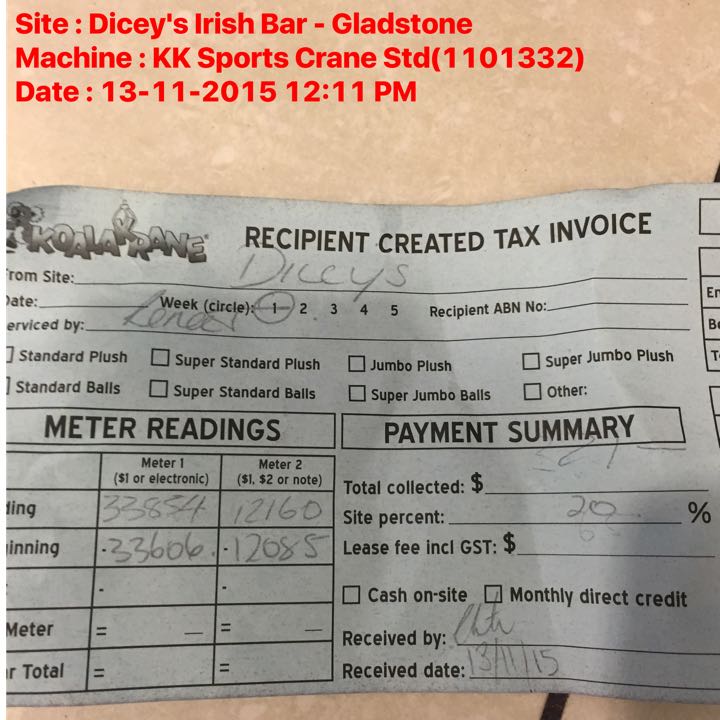 Site : Dicey's Irish Bar - Gladstone
Machine : KK Sports Crane Std(1101332)
Date : 13-11-2015 12:11 PM
KOALA KRANE
RECIPIENT CREATED TAX INVOICE
rom Site: Diceys
Date: Week (circle): 1 2 3 4 5 Recipient ABN No:
erviced by:
Standard Plush Super Standard Plush Jumbo Plush Super Jumbo Plush
Standard Balls Super Standard Balls Super Jumbo Balls Other:
METER READINGS PAYMENT SUMMARY
Meter 1 Meter 2
($1 or electronic) ($1, $2 or note)
Total collected: $
ding 33854 12160
Site percent: 20 %
inning -33606. -12085
Lease fee incl GST: $
- -
Cash on-site Monthly direct credit
Meter = — = —
Received by:
r Total = =
Received date: 13/11/15
En
Be
T